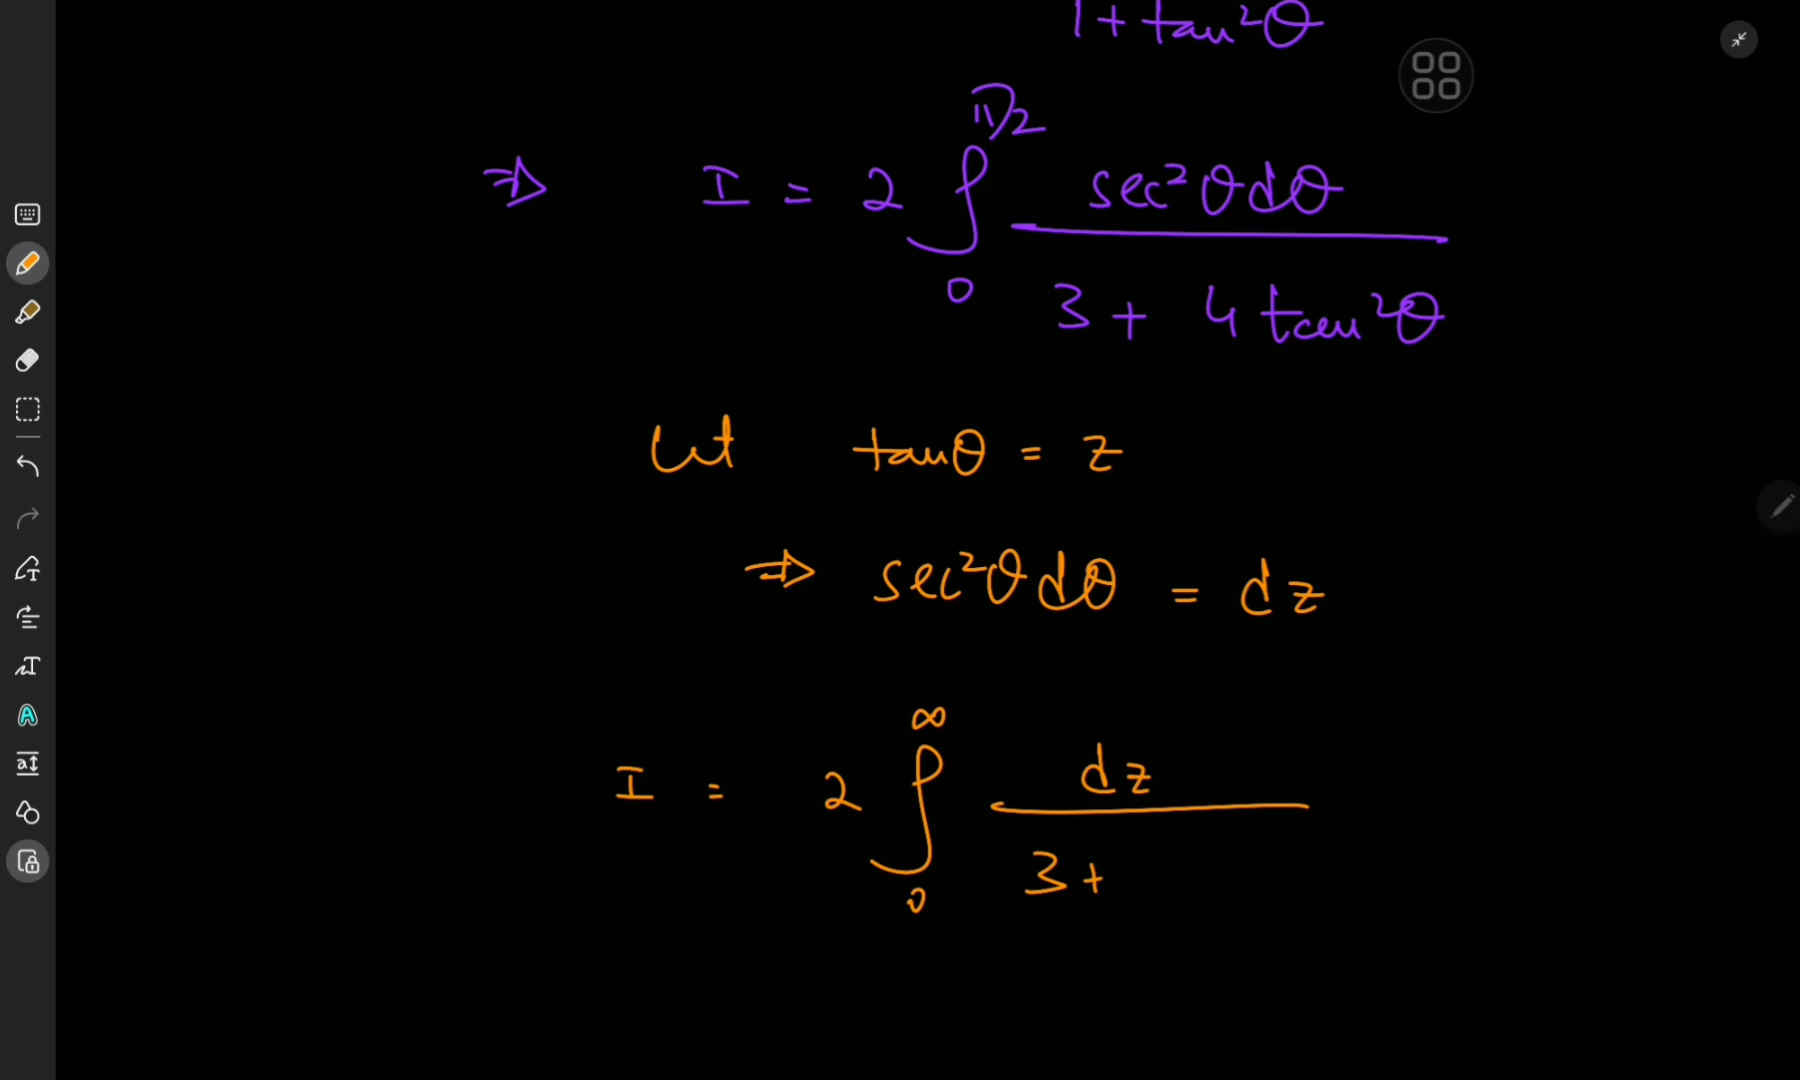 1 + tan²θ
⇒ I = 2 ∫₀^(π/2) sec²θdθ / (3 + 4tan²θ)
Let tanθ = z
⇒ sec²θdθ = dz
I = 2 ∫₀^∞ dz / (3 +